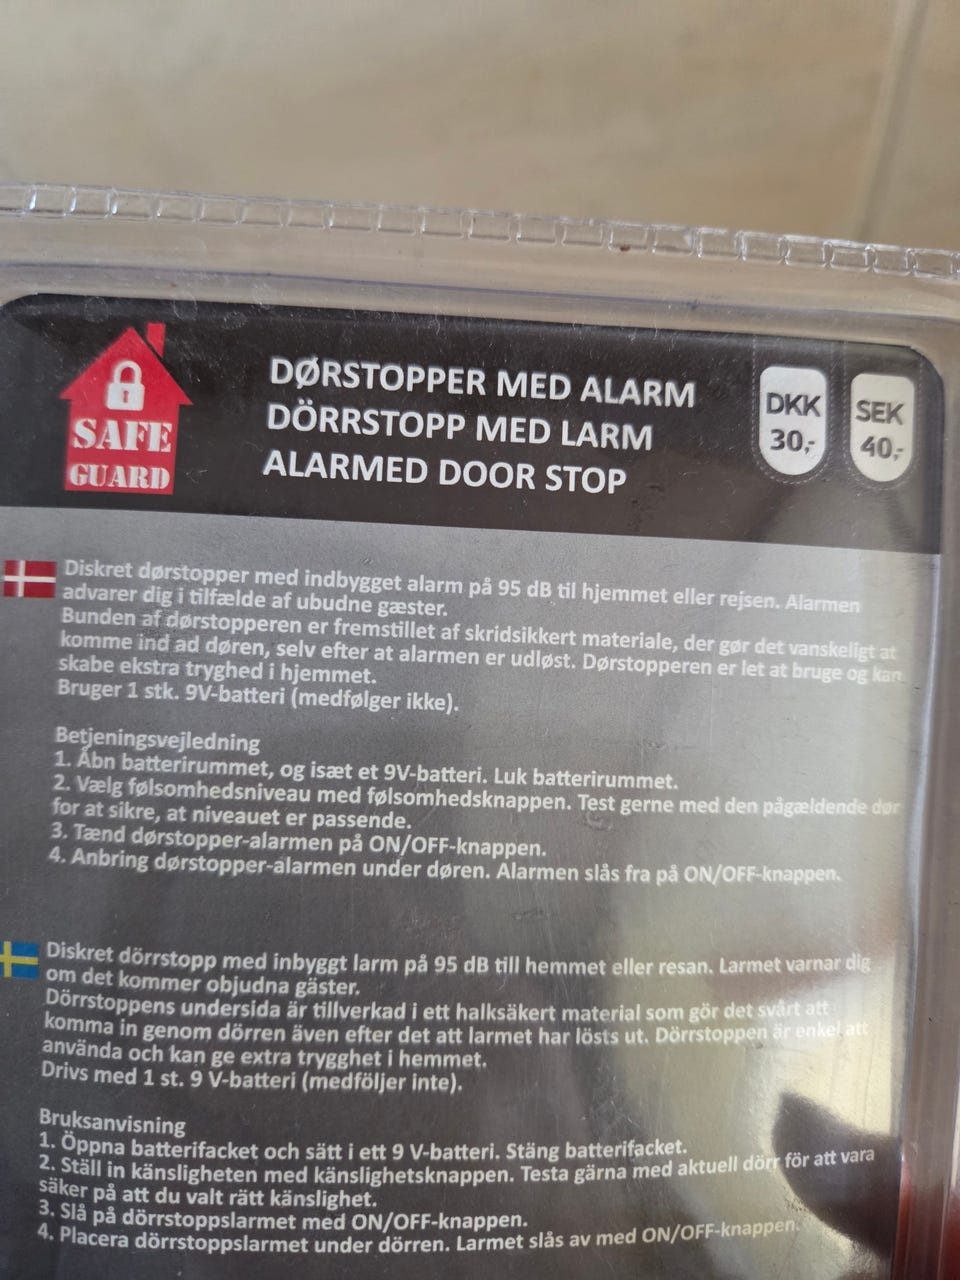 SAFE
GUARD
DØRSTOPPER MED ALARM
DÖRRSTOPP MED LARM
ALARMED DOOR STOP
DKK
30,-
SEK
40,-
Diskret dørstopper med indbygget alarm på 95 dB til hjemmet eller rejsen. Alarmen
advarer dig i tilfælde af ubudne gæster.
Bunden af dørstopperen er fremstillet af skridsikkert materiale, der gør det vanskeligt at
komme ind ad døren, selv efter at alarmen er udløst. Dørstopperen er let at bruge og kan
skabe ekstra tryghed i hjemmet.
Bruger 1 stk. 9V-batteri (medfølger ikke).
Betjeningsvejledning
1. Åbn batterirummet, og isæt et 9V-batteri. Luk batterirummet.
2. Vælg følsomhedsniveau med følsomhedsknappen. Test gerne med den pågældende dør
for at sikre, at niveauet er passende.
3. Tænd dørstopper-alarmen på ON/OFF-knappen.
4. Anbring dørstopper-alarmen under døren. Alarmen slås fra på ON/OFF-knappen.
Diskret dörrstopp med inbyggt larm på 95 dB till hemmet eller resan. Larmet varnar dig
om det kommer objudna gäster.
Dörrstoppens undersida är tillverkad i ett halksäkert material som gör det svårt att
komma in genom dörren även efter det att larmet har lösts ut. Dörrstoppen är enkel att
använda och kan ge extra trygghet i hemmet.
Drivs med 1 st. 9 V-batteri (medföljer inte).
Bruksanvisning
1. Öppna batterifacket och sätt i ett 9 V-batteri. Stäng batterifacket.
2. Ställ in känsligheten med känslighetsknappen. Testa gärna med aktuell dörr för att vara
säker på att du valt rätt känslighet.
3. Slå på dörrstoppslarmet med ON/OFF-knappen.
4. Placera dörrstoppslarmet under dörren. Larmet slås av med ON/OFF-knappen.